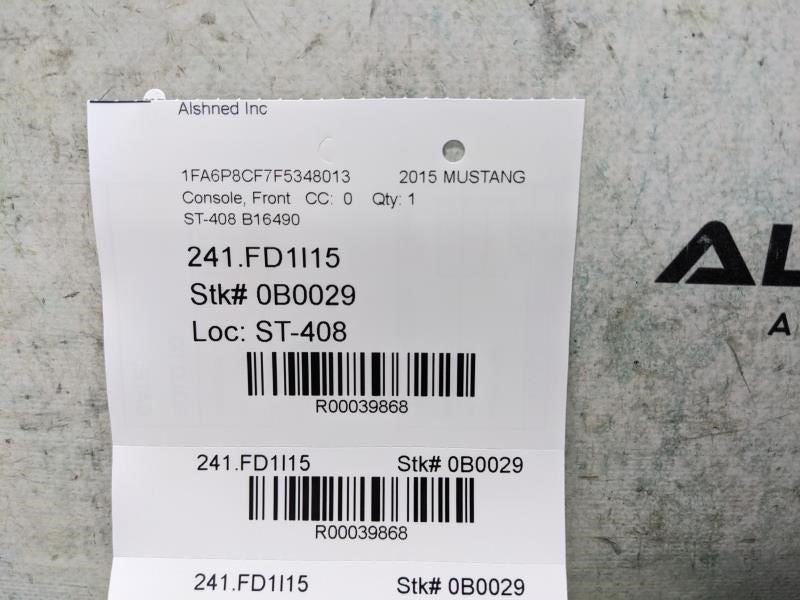 Alshned Inc
1FA6P8CF7F5348013 2015 MUSTANG
Console, Front CC: 0 Qty: 1
ST-408 B16490
241.FD1I15
Stk# 0B0029
Loc: ST-408
R00039868
241.FD1I15 Stk# 0B0029
R00039868
241.FD1I15 Stk# 0B0029
AL
A